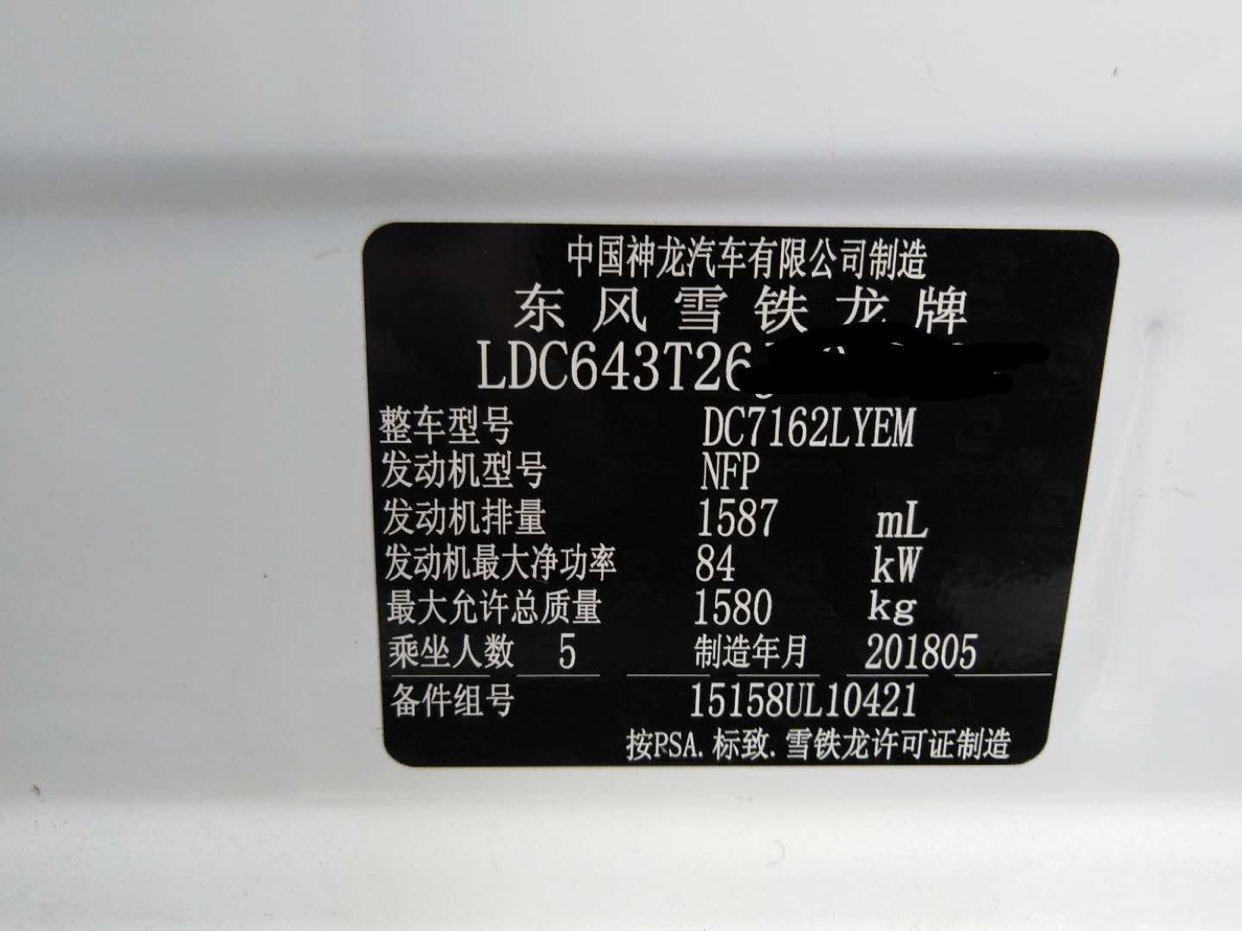 中国神龙汽车有限公司制造
东风雪铁龙牌
LDC643T26
整车型号 DC7162LYEM
发动机型号 NFP
发动机排量 1587 mL
发动机最大净功率 84 kW
最大允许总质量 1580 kg
乘坐人数 5 制造年月 201805
备件组号 15158UL10421
按PSA.标致.雪铁龙许可证制造